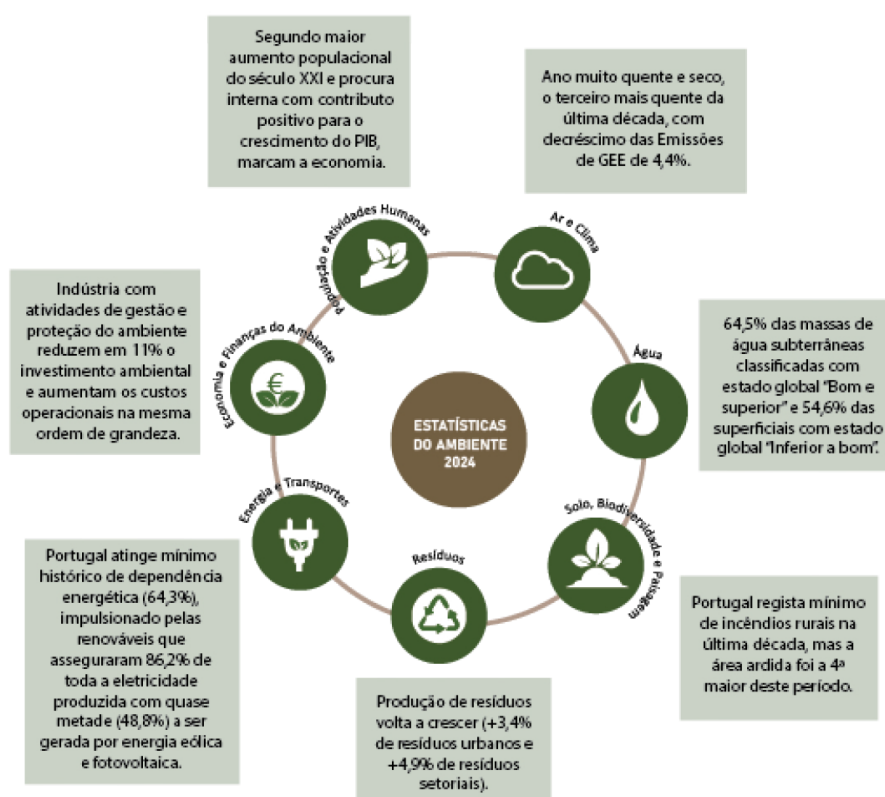 Segundo maior
aumento populacional
do século XXI e procura
interna com contributo
positivo para o
crescimento do PIB,
marcam a economia.
Ano muito quente e seco,
o terceiro mais quente da
última década, com
decréscimo das Emissões
de GEE de 4,4%.
População e Atividades Humanas
Ar e Clima
Indústria com
atividades de gestão e
proteção do ambiente
reduzem em 11% o
investimento ambiental
e aumentam os custos
operacionais na mesma
ordem de grandeza.
Economia e Finanças do Ambiente
€
Água
64,5% das massas de
água subterrâneas
classificadas com
estado global “Bom e
superior” e 54,6% das
superficiais com estado
global “Inferior a bom”.
ESTATÍSTICAS
DO AMBIENTE
2024
Energia e Transportes
Solo, Biodiversidade e Paisagem
Resíduos
Portugal atinge mínimo
histórico de dependência
energética (64,3%),
impulsionado pelas
renováveis que
asseguraram 86,2% de
toda a eletricidade
produzida com quase
metade (48,8%) a ser
gerada por energia eólica
e fotovoltaica.
Portugal regista mínimo
de incêndios rurais na
última década, mas a
área ardida foi a 4ª
maior deste período.
Produção de resíduos
volta a crescer (+3,4%
de resíduos urbanos e
+4,9% de resíduos
setoriais).